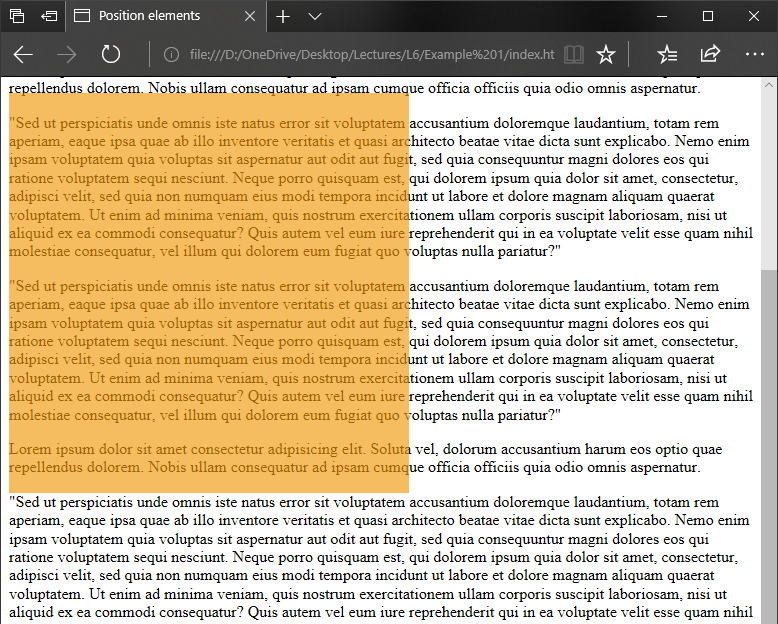 Position elements
file:///D:/OneDrive/Desktop/Lectures/L6/Example%201/index.ht
repellendus dolorem. Nobis ullam consequatur ad ipsam cumque officia officiis quia odio omnis aspernatur.
"Sed ut perspiciatis unde omnis iste natus error sit voluptatem accusantium doloremque laudantium, totam rem
aperiam, eaque ipsa quae ab illo inventore veritatis et quasi architecto beatae vitae dicta sunt explicabo. Nemo enim
ipsam voluptatem quia voluptas sit aspernatur aut odit aut fugit, sed quia consequuntur magni dolores eos qui
ratione voluptatem sequi nesciunt. Neque porro quisquam est, qui dolorem ipsum quia dolor sit amet, consectetur,
adipisci velit, sed quia non numquam eius modi tempora incidunt ut labore et dolore magnam aliquam quaerat
voluptatem. Ut enim ad minima veniam, quis nostrum exercitationem ullam corporis suscipit laboriosam, nisi ut
aliquid ex ea commodi consequatur? Quis autem vel eum iure reprehenderit qui in ea voluptate velit esse quam nihil
molestiae consequatur, vel illum qui dolorem eum fugiat quo voluptas nulla pariatur?"
"Sed ut perspiciatis unde omnis iste natus error sit voluptatem accusantium doloremque laudantium, totam rem
aperiam, eaque ipsa quae ab illo inventore veritatis et quasi architecto beatae vitae dicta sunt explicabo. Nemo enim
ipsam voluptatem quia voluptas sit aspernatur aut odit aut fugit, sed quia consequuntur magni dolores eos qui
ratione voluptatem sequi nesciunt. Neque porro quisquam est, qui dolorem ipsum quia dolor sit amet, consectetur,
adipisci velit, sed quia non numquam eius modi tempora incidunt ut labore et dolore magnam aliquam quaerat
voluptatem. Ut enim ad minima veniam, quis nostrum exercitationem ullam corporis suscipit laboriosam, nisi ut
aliquid ex ea commodi consequatur? Quis autem vel eum iure reprehenderit qui in ea voluptate velit esse quam nihil
molestiae consequatur, vel illum qui dolorem eum fugiat quo voluptas nulla pariatur?"
Lorem ipsum dolor sit amet consectetur adipisicing elit. Soluta vel, dolorum accusantium harum eos optio quae
repellendus dolorem. Nobis ullam consequatur ad ipsam cumque officia officiis quia odio omnis aspernatur.
"Sed ut perspiciatis unde omnis iste natus error sit voluptatem accusantium doloremque laudantium, totam rem
aperiam, eaque ipsa quae ab illo inventore veritatis et quasi architecto beatae vitae dicta sunt explicabo. Nemo enim
ipsam voluptatem quia voluptas sit aspernatur aut odit aut fugit, sed quia consequuntur magni dolores eos qui
ratione voluptatem sequi nesciunt. Neque porro quisquam est, qui dolorem ipsum quia dolor sit amet, consectetur,
adipisci velit, sed quia non numquam eius modi tempora incidunt ut labore et dolore magnam aliquam quaerat
voluptatem. Ut enim ad minima veniam, quis nostrum exercitationem ullam corporis suscipit laboriosam, nisi ut
aliquid ex ea commodi consequatur? Quis autem vel eum iure reprehenderit qui in ea voluptate velit esse quam nihil